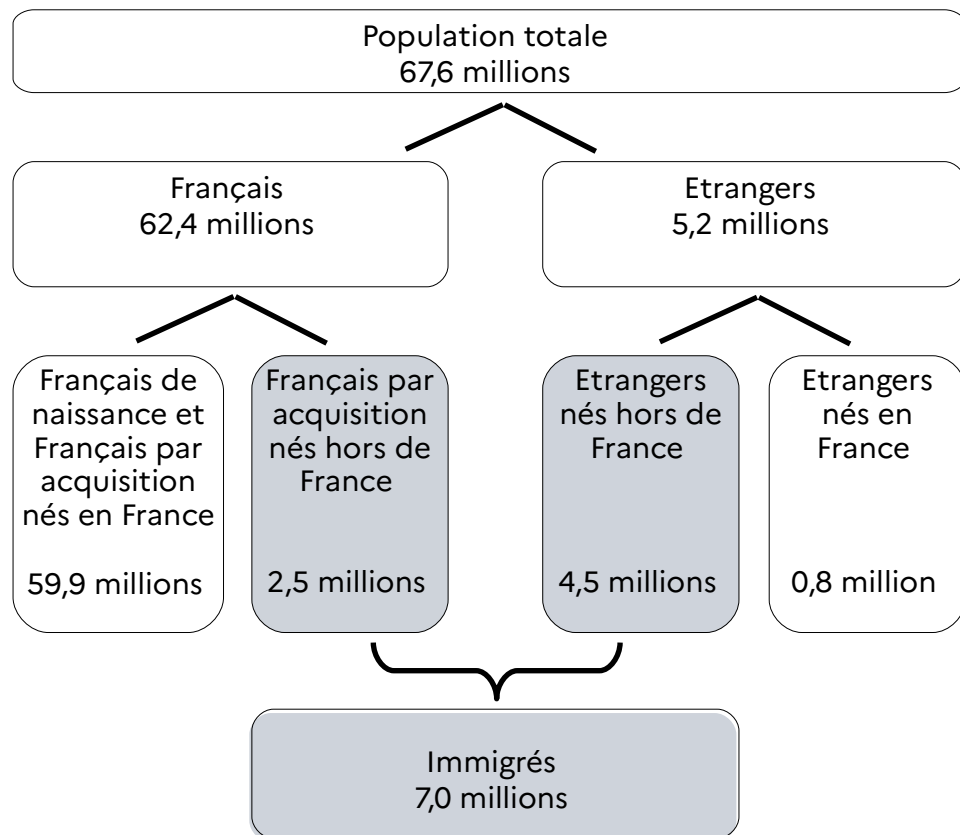 Population totale
67,6 millions
Français
62,4 millions
Etrangers
5,2 millions
Français de
naissance et
Français par
acquisition
nés en France
59,9 millions
Français par
acquisition
nés hors de
France
2,5 millions
Etrangers
nés hors de
France
4,5 millions
Etrangers
nés en
France
0,8 million
Immigrés
7,0 millions